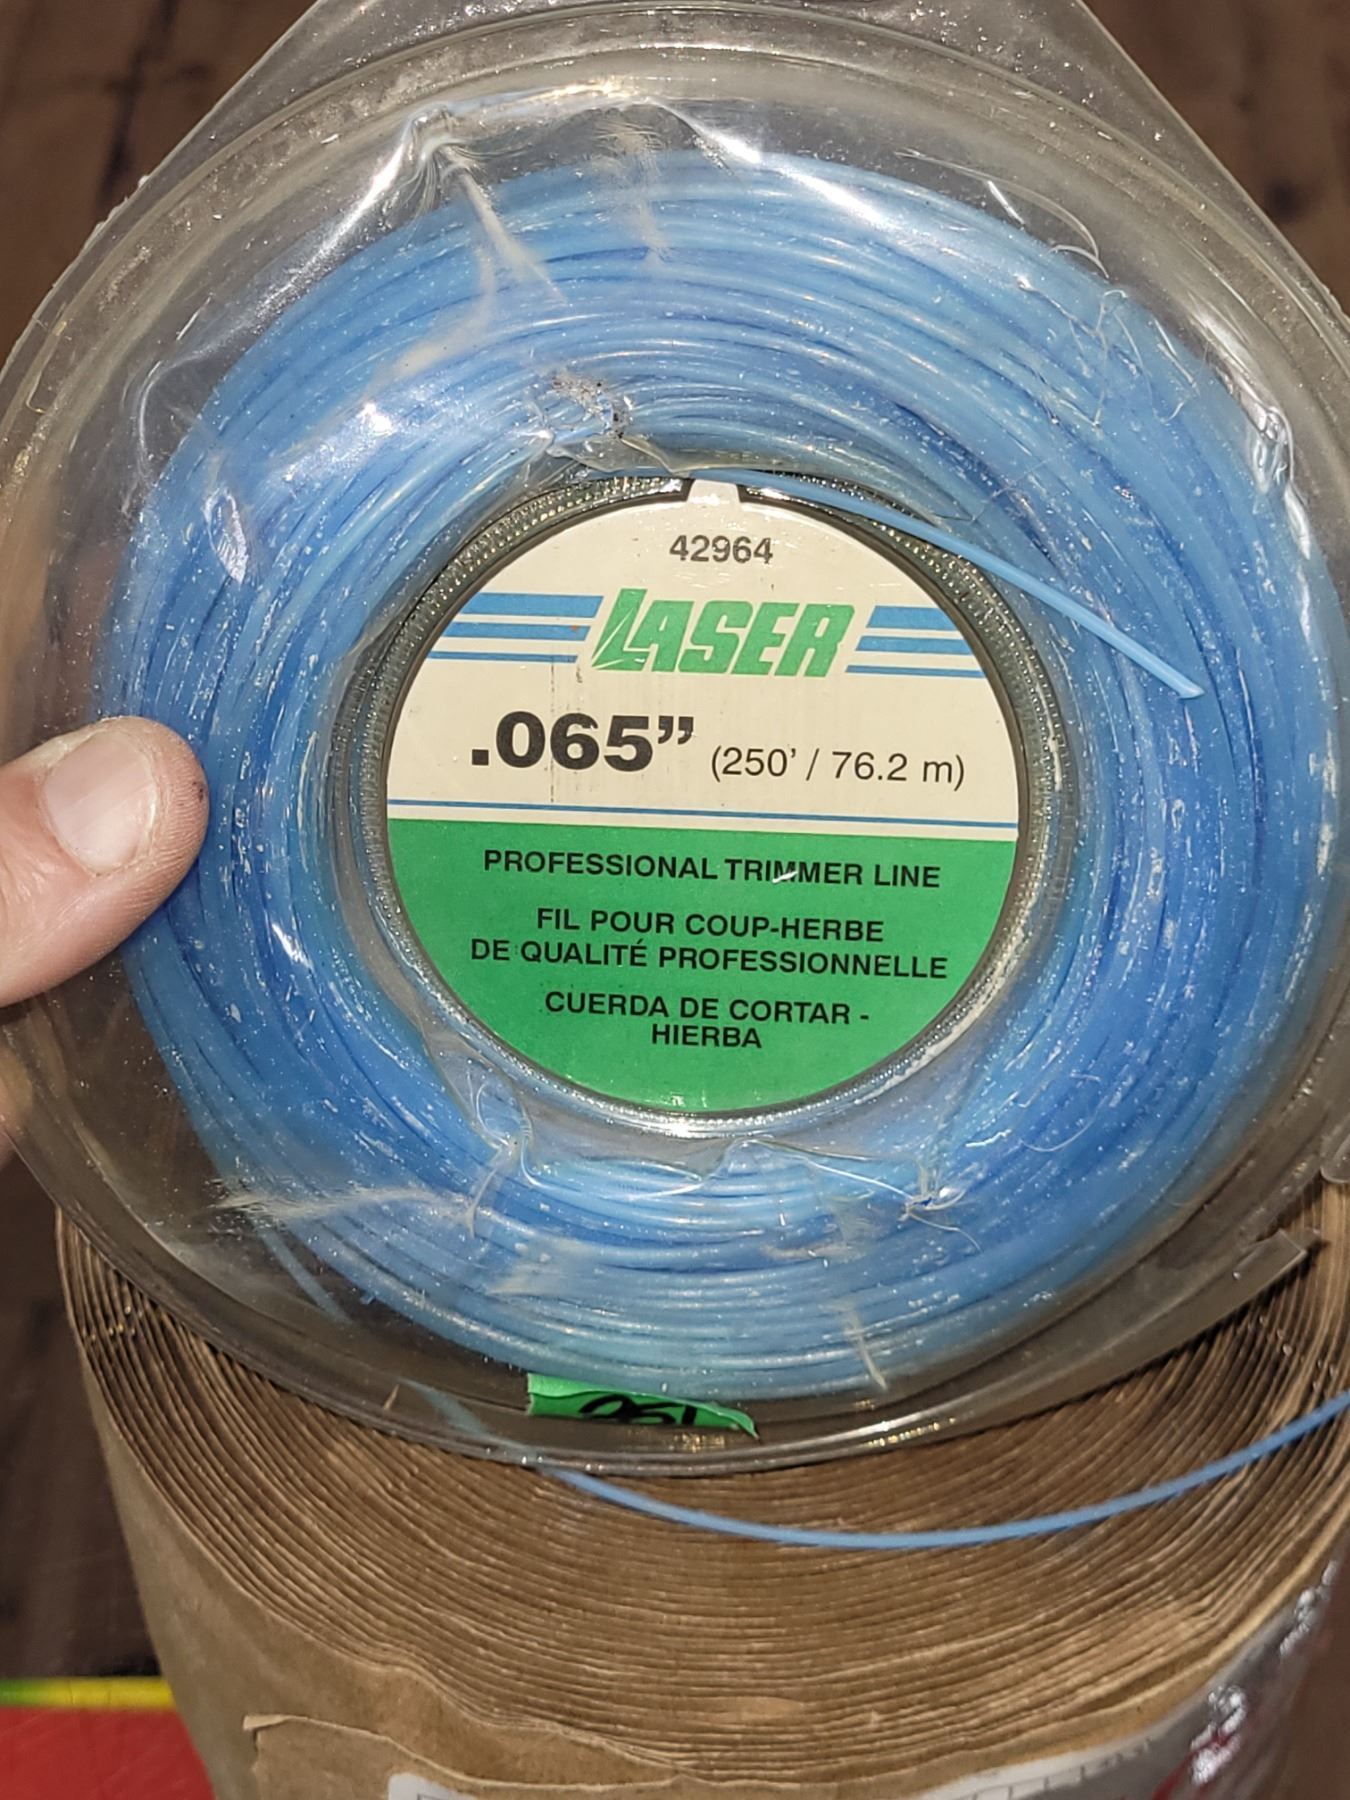 42964
LASER
.065” (250’ / 76.2 m)
PROFESSIONAL TRIMMER LINE
FIL POUR COUP-HERBE
DE QUALITÉ PROFESSIONNELLE
CUERDA DE CORTAR -
HIERBA